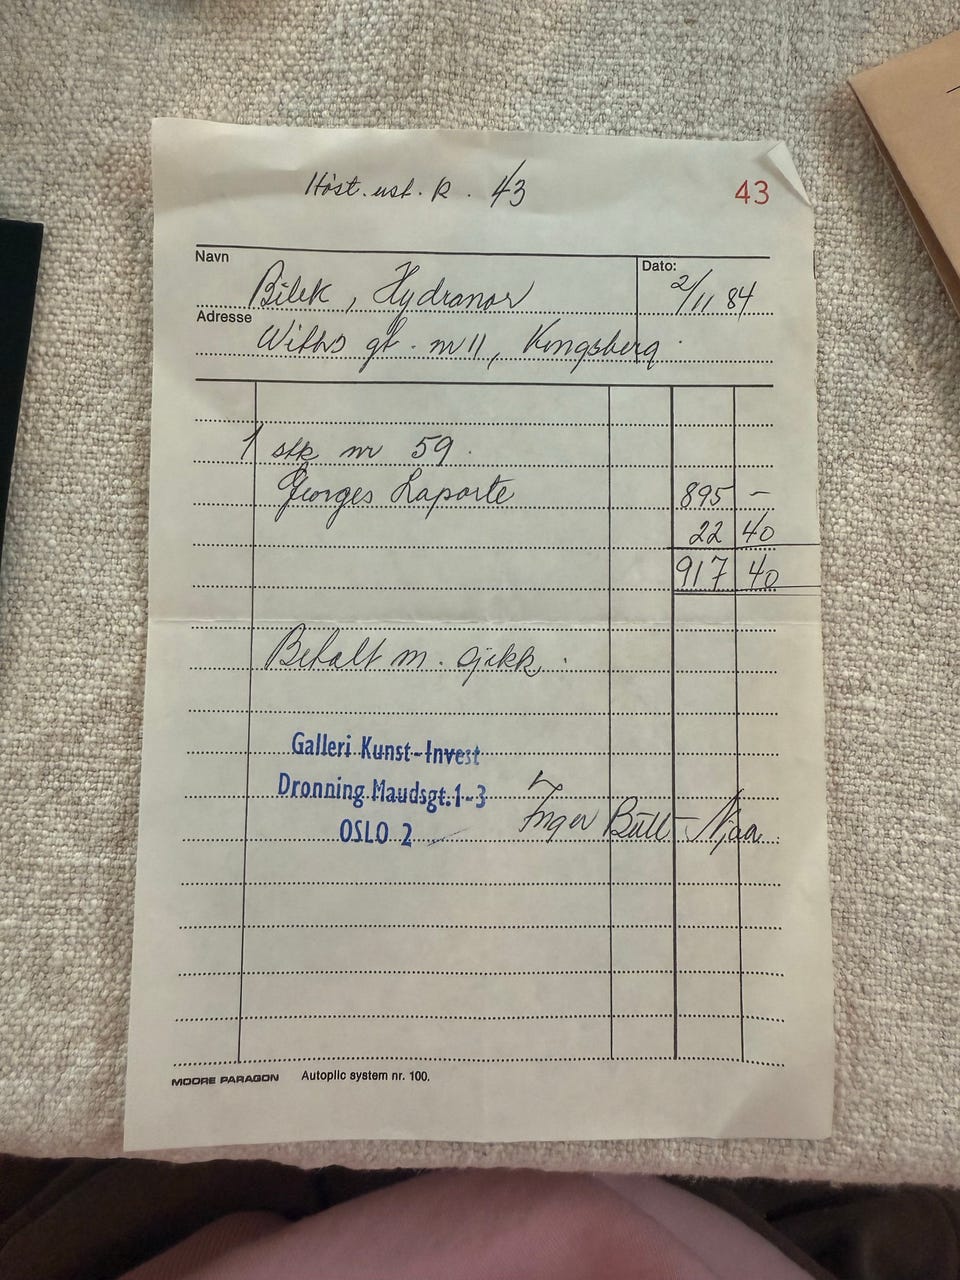 Høst.ust. k. 43
43
Navn
Bilek, Hydranor
Dato:
2/11 84
Adresse
Withs gt. nr 11, Kongsberg.
1 stk nr 59.
Georges Laporte 895 -
22 40
917 40
Betalt m. sjekk.
Galleri Kunst-Invest
Dronning Maudsgt.1-3
OSLO 2
Inger Bull-Njaa
MOORE PARAGON Autoplic system nr. 100.